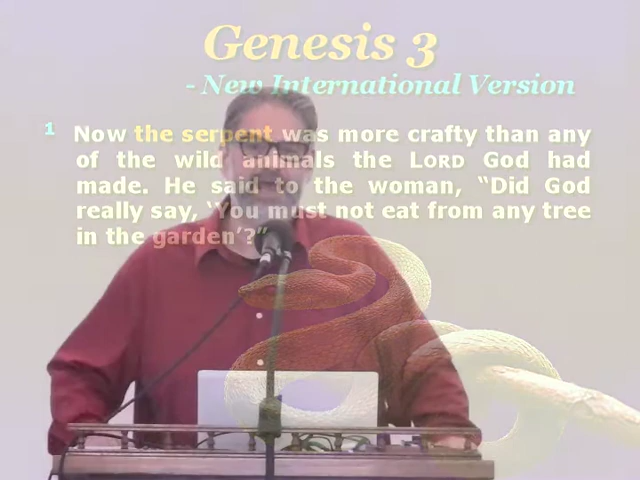 Genesis 3
- New International Version
1 Now the serpent was more crafty than any
of the wild animals the LORD God had
made. He said to the woman, “Did God
really say, ‘You must not eat from any tree
in the garden’?”